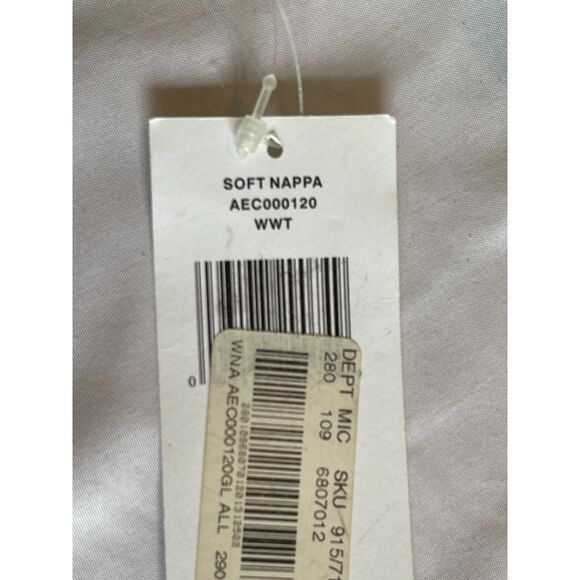 SOFT NAPPA
AEC000120
WWT
0
DEPT MIC SKU 915/71
280 109 6807012
WNA AEC000120GL ALL 290